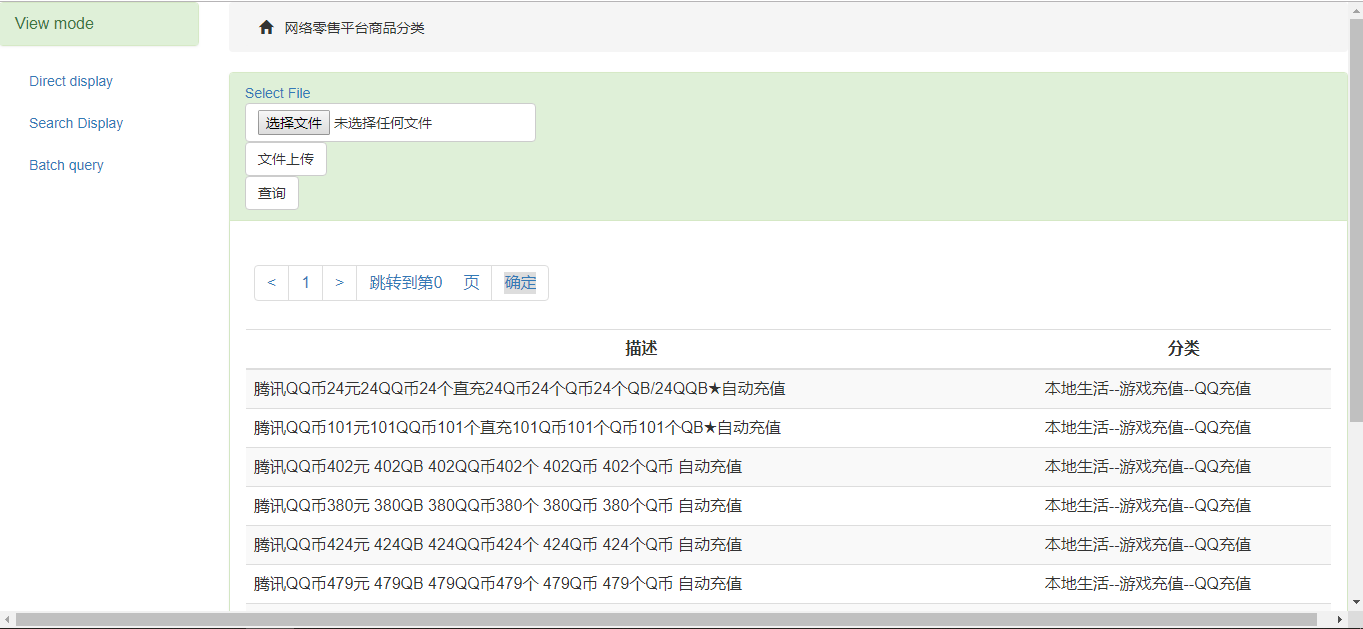 View mode
网络零售平台商品分类
Direct display
Search Display
Batch query
Select File
选择文件 未选择任何文件
文件上传
查询
< 1 > 跳转到第0 页 确定
描述 分类
腾讯QQ币24元24QQ币24个直充24Q币24个Q币24个QB/24QQB★自动充值 本地生活--游戏充值--QQ充值
腾讯QQ币101元101QQ币101个直充101Q币101个Q币101个QB★自动充值 本地生活--游戏充值--QQ充值
腾讯QQ币402元 402QB 402QQ币402个 402Q币 402个Q币 自动充值 本地生活--游戏充值--QQ充值
腾讯QQ币380元 380QB 380QQ币380个 380Q币 380个Q币 自动充值 本地生活--游戏充值--QQ充值
腾讯QQ币424元 424QB 424QQ币424个 424Q币 424个Q币 自动充值 本地生活--游戏充值--QQ充值
腾讯QQ币479元 479QB 479QQ币479个 479Q币 479个Q币 自动充值 本地生活--游戏充值--QQ充值